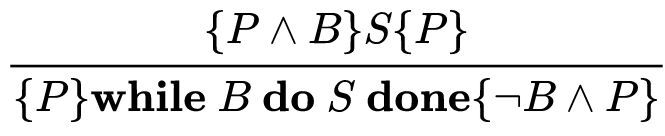 {P ∧ B}S{P}
{P}while B do S done{¬B ∧ P}